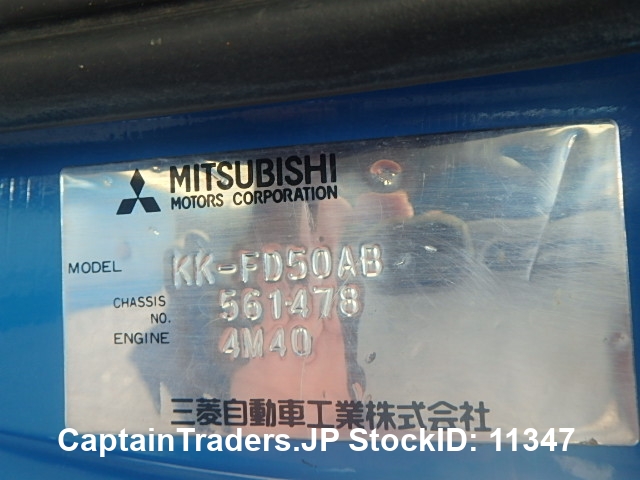 MITSUBISHI
MOTORS CORPORATION
MODEL KK-FD50AB
CHASSIS NO. 561478
ENGINE 4M40
三菱自動車工業株式会社
CaptainTraders.JP StockID: 11347